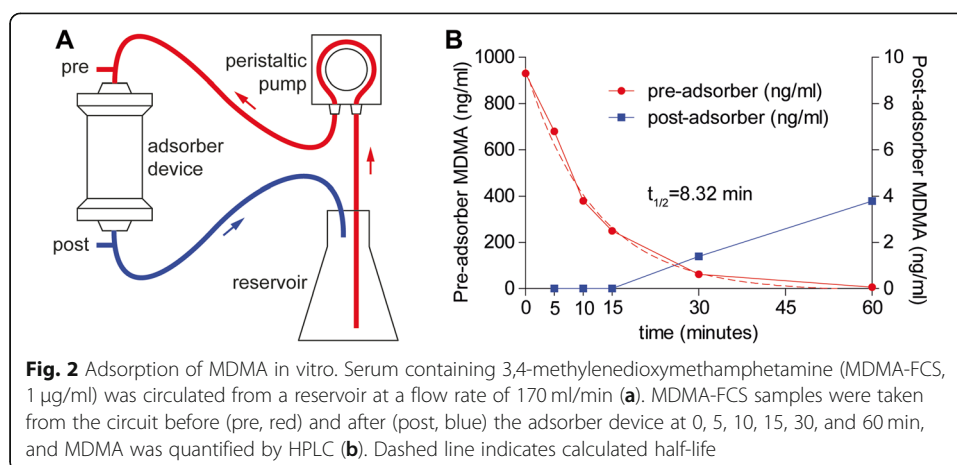 A
pre
peristaltic
pump
adsorber
device
post
reservoir
B
Pre-adsorber MDMA (ng/ml)
1000
800
600
400
200
0
pre-adsorber (ng/ml)
post-adsorber (ng/ml)
t1/2=8.32 min
10
8
6
4
2
0
Post-adsorber MDMA (ng/ml)
0 5 10 15 30 45 60
time (minutes)
Fig. 2 Adsorption of MDMA in vitro. Serum containing 3,4-methylenedioxymethamphetamine (MDMA-FCS,
1 μg/ml) was circulated from a reservoir at a flow rate of 170 ml/min (a). MDMA-FCS samples were taken
from the circuit before (pre, red) and after (post, blue) the adsorber device at 0, 5, 10, 15, 30, and 60 min,
and MDMA was quantified by HPLC (b). Dashed line indicates calculated half-life